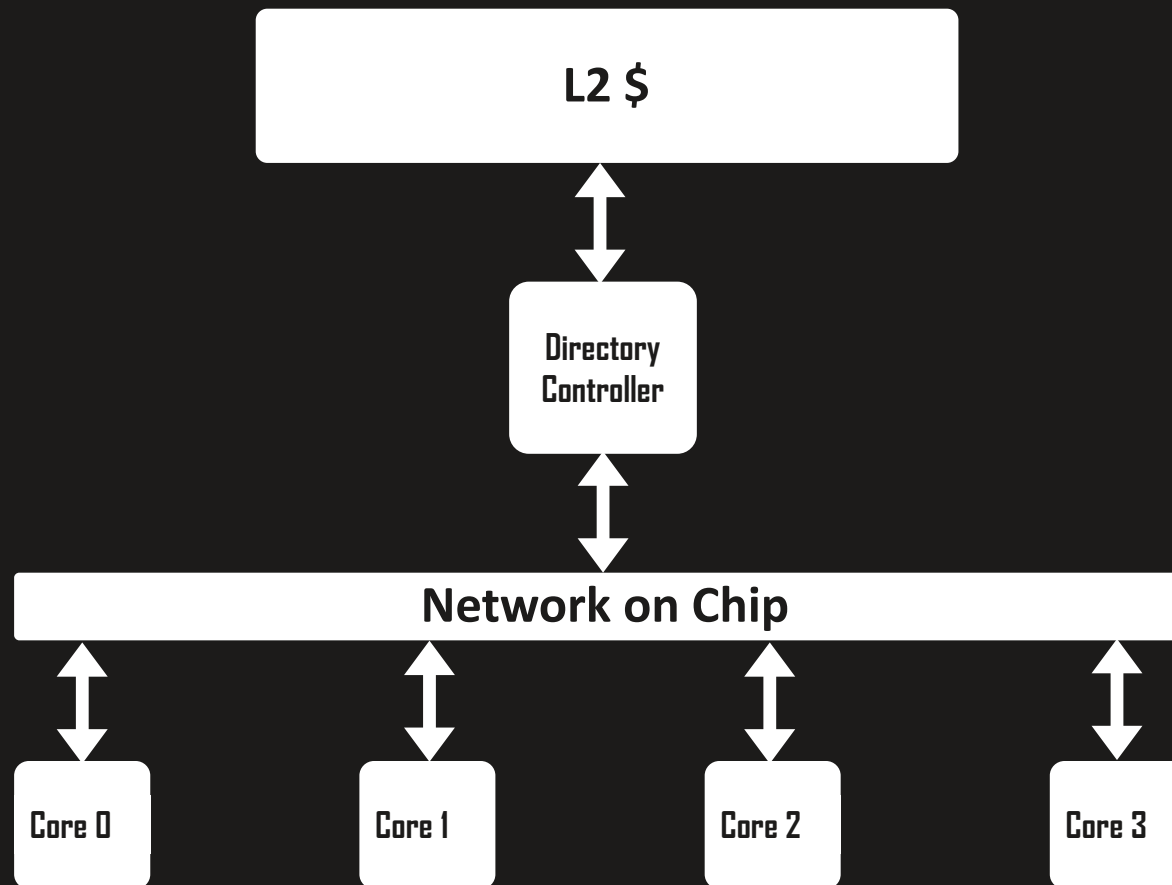 L2 $
Directory
Controller
Network on Chip
Core 0
Core 1
Core 2
Core 3